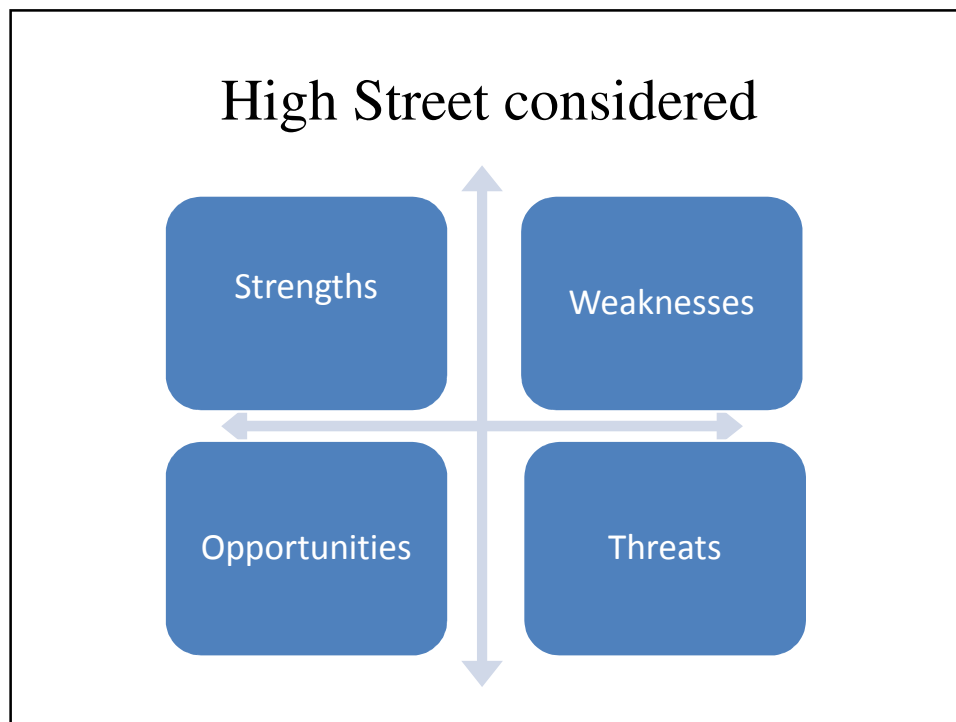 High Street considered
Strengths
Weaknesses
Opportunities
Threats